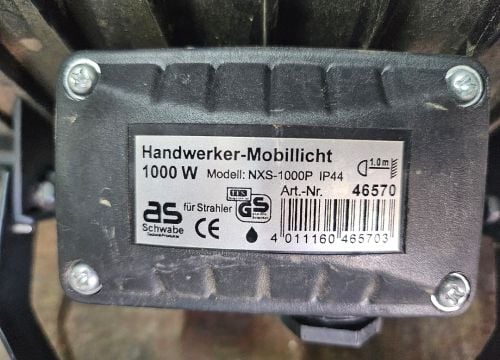 Handwerker-Mobillicht
1000 W Modell: NXS-1000P IP44
1.0m
Art.-Nr. 46570
für Strahler
as
Schwabe
CE
GS
4 011160 465703